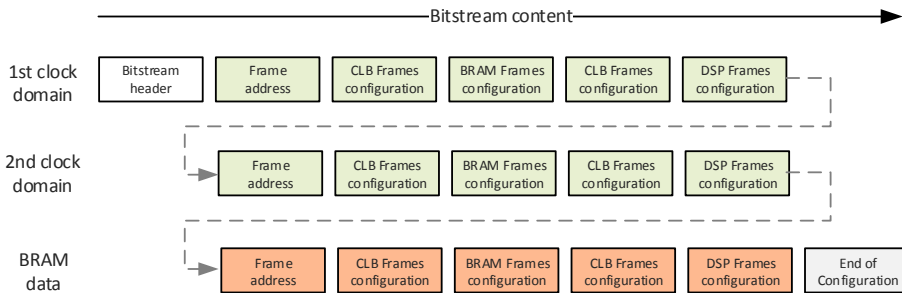 Bitstream content
1st clock
domain
Bitstream
header
Frame
address
CLB Frames
configuration
BRAM Frames
configuration
CLB Frames
configuration
DSP Frames
configuration
2nd clock
domain
Frame
address
CLB Frames
configuration
BRAM Frames
configuration
CLB Frames
configuration
DSP Frames
configuration
BRAM
data
Frame
address
CLB Frames
configuration
BRAM Frames
configuration
CLB Frames
configuration
DSP Frames
configuration
End of
Configuration